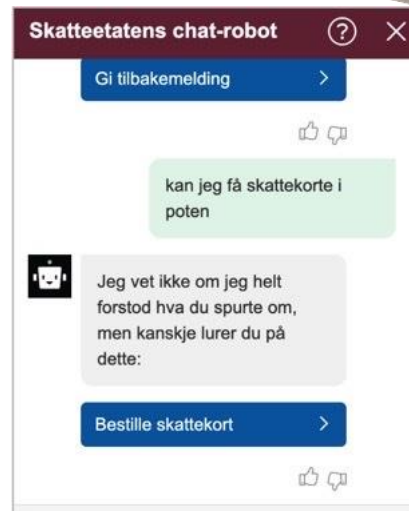 Skatteetatens chat-robot ?
Gi tilbakemelding
kan jeg få skattekorte i
poten
Jeg vet ikke om jeg helt
forstod hva du spurte om,
men kanskje lurer du på
dette:
Bestille skattekort